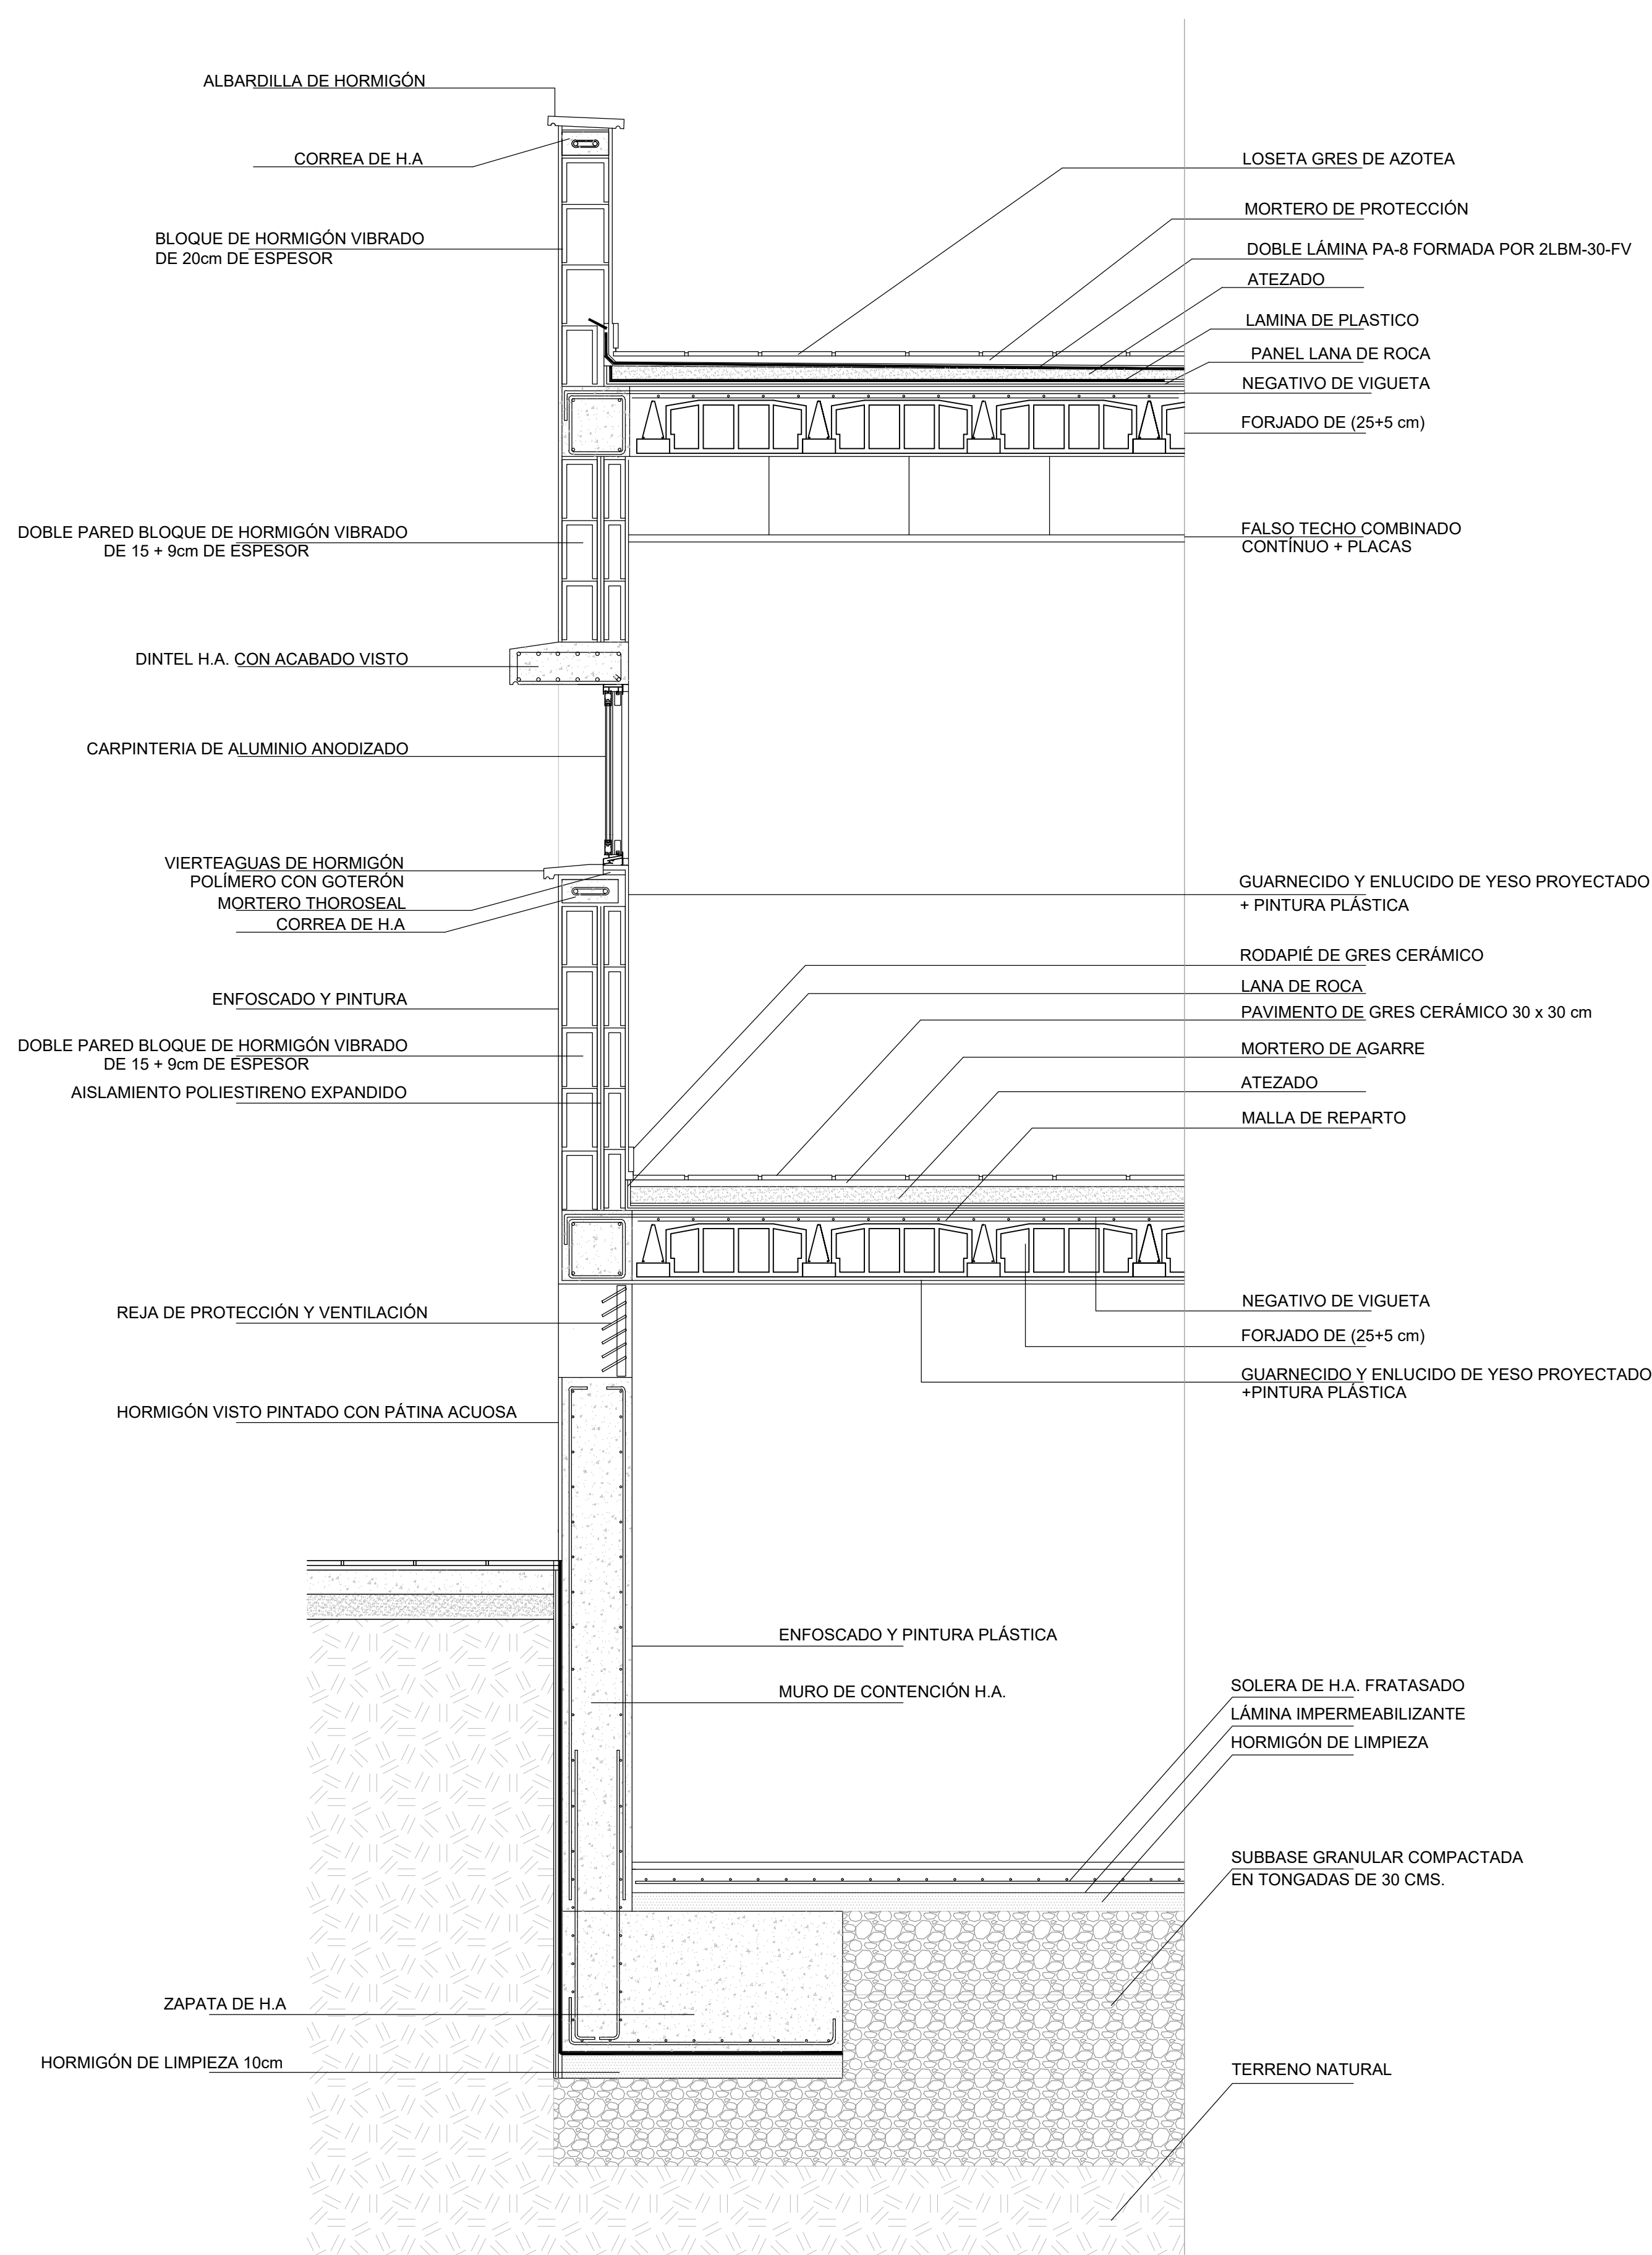 ALBARDILLA DE HORMIGÓN
CORREA DE H.A
BLOQUE DE HORMIGÓN VIBRADO
DE 20cm DE ESPESOR
DOBLE PARED BLOQUE DE HORMIGÓN VIBRADO
DE 15 + 9cm DE ESPESOR
DINTEL H.A. CON ACABADO VISTO
CARPINTERIA DE ALUMINIO ANODIZADO
VIERTEAGUAS DE HORMIGÓN
POLÍMERO CON GOTERÓN
MORTERO THOROSEAL
CORREA DE H.A
ENFOSCADO Y PINTURA
DOBLE PARED BLOQUE DE HORMIGÓN VIBRADO
DE 15 + 9cm DE ESPESOR
AISLAMIENTO POLIESTIRENO EXPANDIDO
REJA DE PROTECCIÓN Y VENTILACIÓN
HORMIGÓN VISTO PINTADO CON PÁTINA ACUOSA
ZAPATA DE H.A
HORMIGÓN DE LIMPIEZA 10cm
LOSETA GRES DE AZOTEA
MORTERO DE PROTECCIÓN
DOBLE LÁMINA PA-8 FORMADA POR 2LBM-30-FV
ATEZADO
LAMINA DE PLASTICO
PANEL LANA DE ROCA
NEGATIVO DE VIGUETA
FORJADO DE (25+5 cm)
FALSO TECHO COMBINADO
CONTÍNUO + PLACAS
GUARNECIDO Y ENLUCIDO DE YESO PROYECTADO
+ PINTURA PLÁSTICA
RODAPIÉ DE GRES CERÁMICO
LANA DE ROCA
PAVIMENTO DE GRES CERÁMICO 30 x 30 cm
MORTERO DE AGARRE
ATEZADO
MALLA DE REPARTO
NEGATIVO DE VIGUETA
FORJADO DE (25+5 cm)
GUARNECIDO Y ENLUCIDO DE YESO PROYECTADO
+PINTURA PLÁSTICA
ENFOSCADO Y PINTURA PLÁSTICA
MURO DE CONTENCIÓN H.A.
SOLERA DE H.A. FRATASADO
LÁMINA IMPERMEABILIZANTE
HORMIGÓN DE LIMPIEZA
SUBBASE GRANULAR COMPACTADA
EN TONGADAS DE 30 CMS.
TERRENO NATURAL